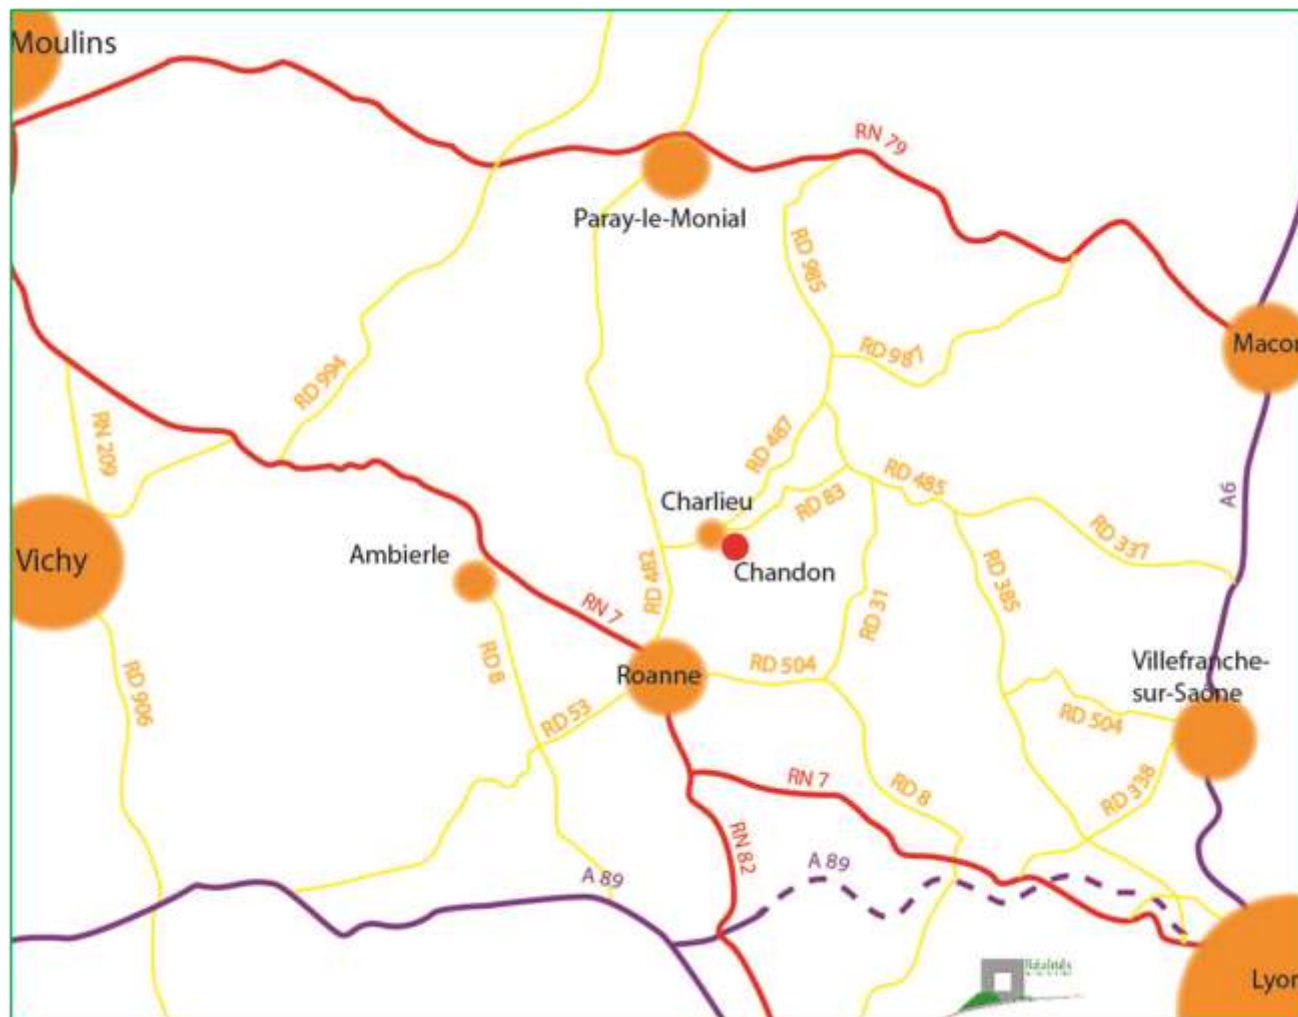 Moulins
RN 79
Paray-le-Monial
RD 985
Macon
RD 987
RD 994
RN 209
RD 487
RD 485
A6
Charlieu
RD 83
RD 337
Vichy
Ambierle
Chandon
RD 482
RD 385
RN 7
RD 31
RD 8
Roanne
RD 504
Villefranche-
sur-Saône
RD 906
RD 53
RD 504
RN 7
RD 8
RD 338
RN 82
A 89
A 89
Lyon